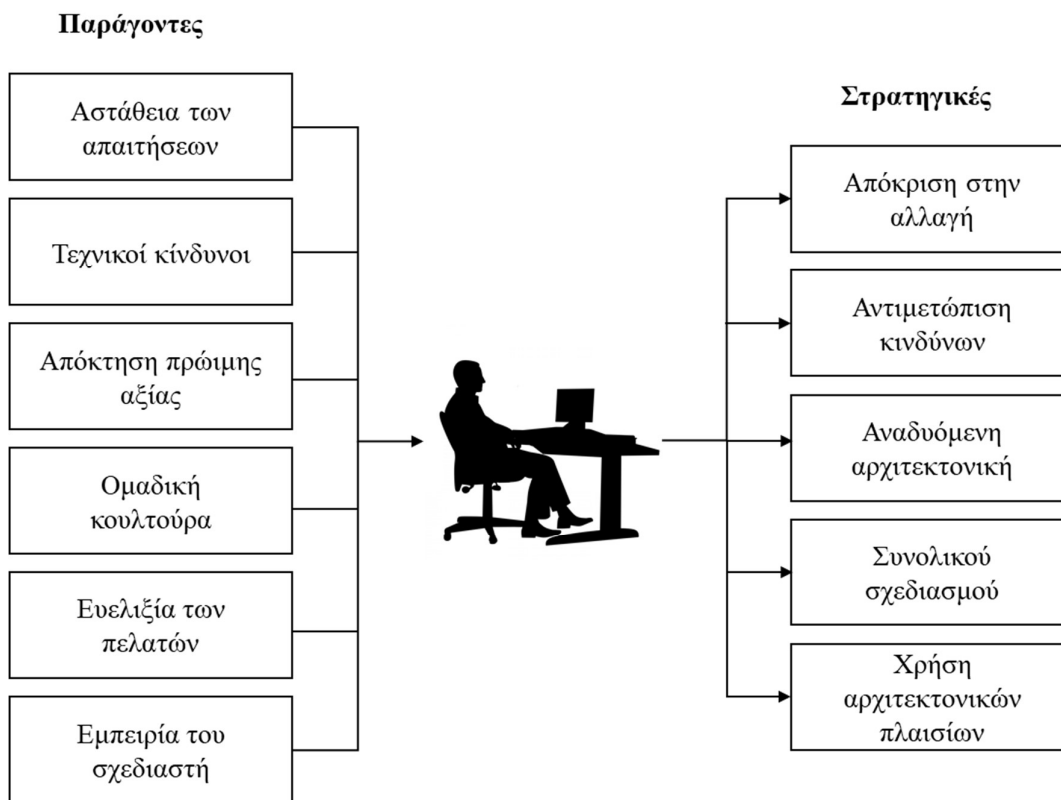 Παράγοντες
Αστάθεια των
απαιτήσεων
Τεχνικοί κίνδυνοι
Απόκτηση πρώιμης
αξίας
Ομαδική
κουλτούρα
Ευελιξία των
πελατών
Εμπειρία του
σχεδιαστή
Στρατηγικές
Απόκριση στην
αλλαγή
Αντιμετώπιση
κινδύνων
Αναδυόμενη
αρχιτεκτονική
Συνολικού
σχεδιασμού
Χρήση
αρχιτεκτονικών
πλαισίων